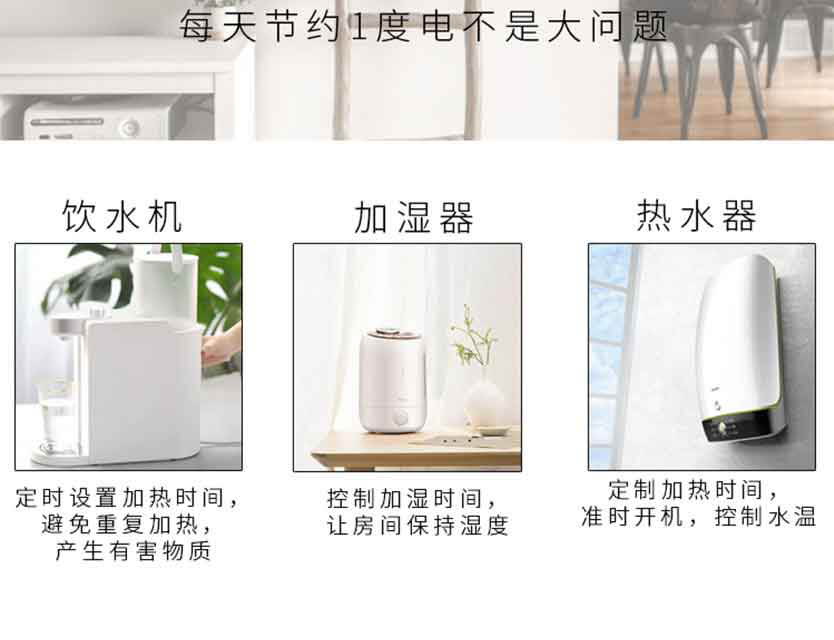 每天节约1度电不是大问题
饮水机
加湿器
热水器
定时设置加热时间，
避免重复加热，
产生有害物质
控制加湿时间，
让房间保持湿度
定制加热时间，
准时开机，控制水温